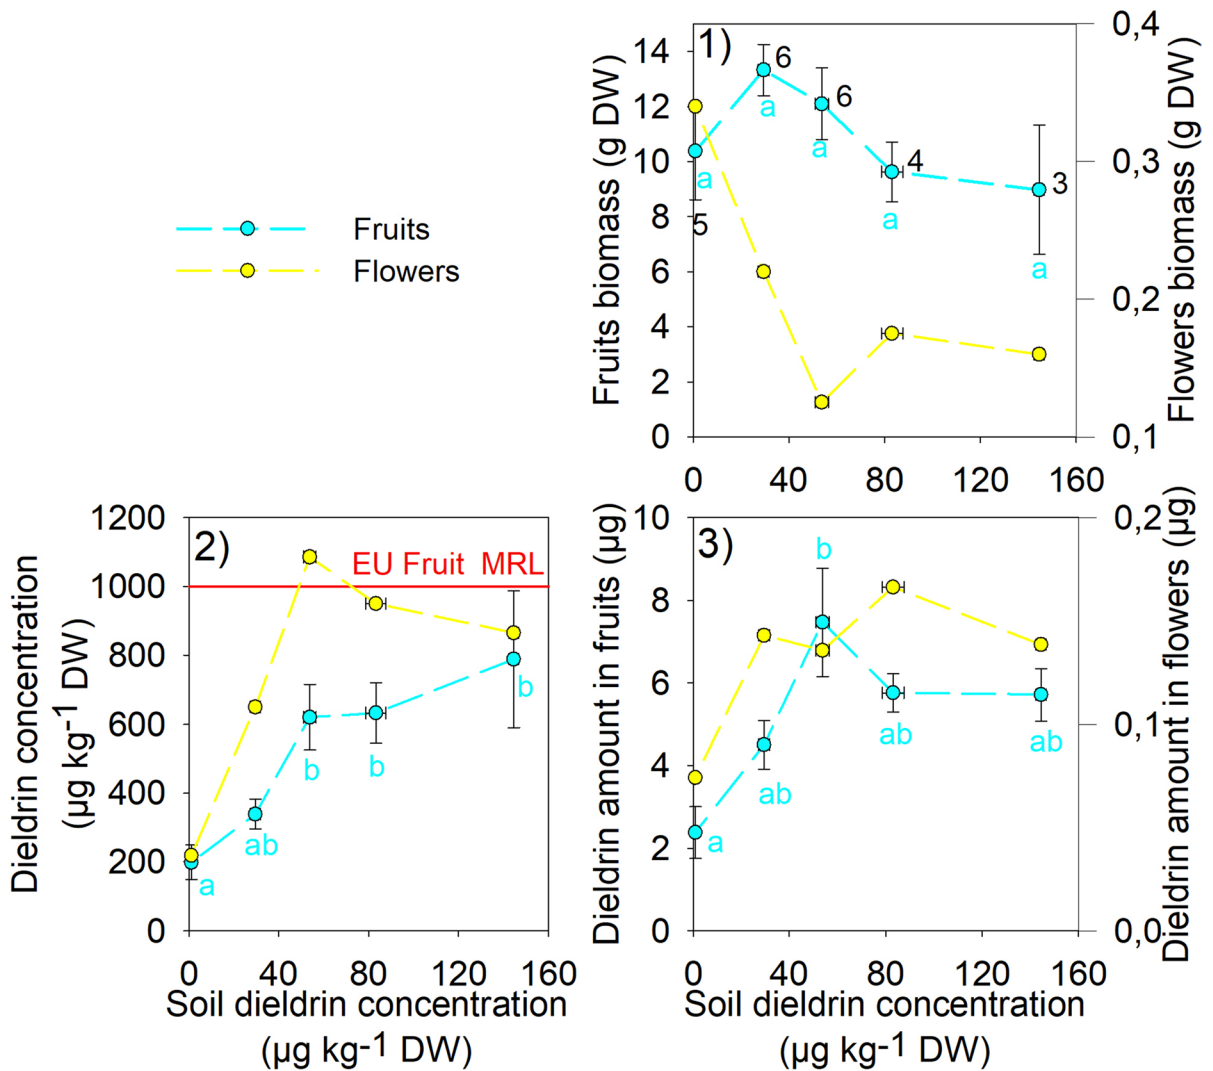 Fruits
Flowers
1)
Fruits biomass (g DW)
14
12
10
8
6
4
2
0
Flowers biomass (g DW)
0,4
0,3
0,2
0,1
6
6
4
3
5
a
a
a
a
a
0
40
80
120
160
2)
Dieldrin concentration
(µg kg-1 DW)
1200
1000
800
600
400
200
0
EU Fruit MRL
a
ab
b
b
b
0
40
80
120
160
Soil dieldrin concentration
(µg kg-1 DW)
3)
Dieldrin amount in fruits (µg)
10
8
6
4
2
0
Dieldrin amount in flowers (µg)
0,2
0,1
0,0
a
ab
b
ab
ab
0
40
80
120
160
Soil dieldrin concentration
(µg kg-1 DW)